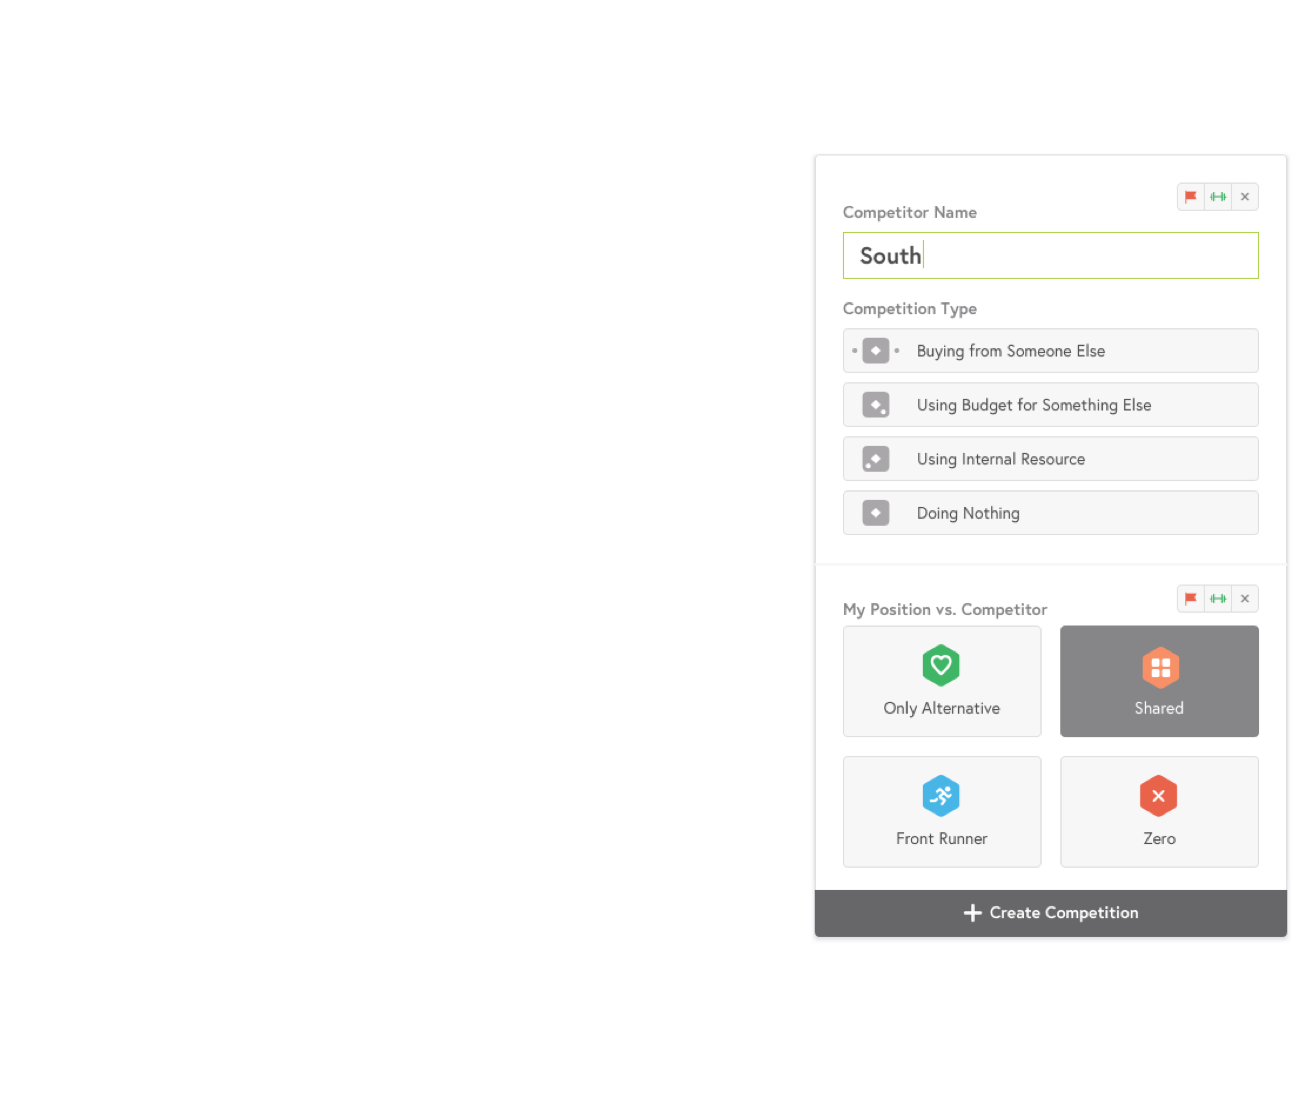 Competitor Name
South
Competition Type
Buying from Someone Else
Using Budget for Something Else
Using Internal Resource
Doing Nothing
My Position vs. Competitor
Only Alternative
Shared
Front Runner
Zero
Create Competition